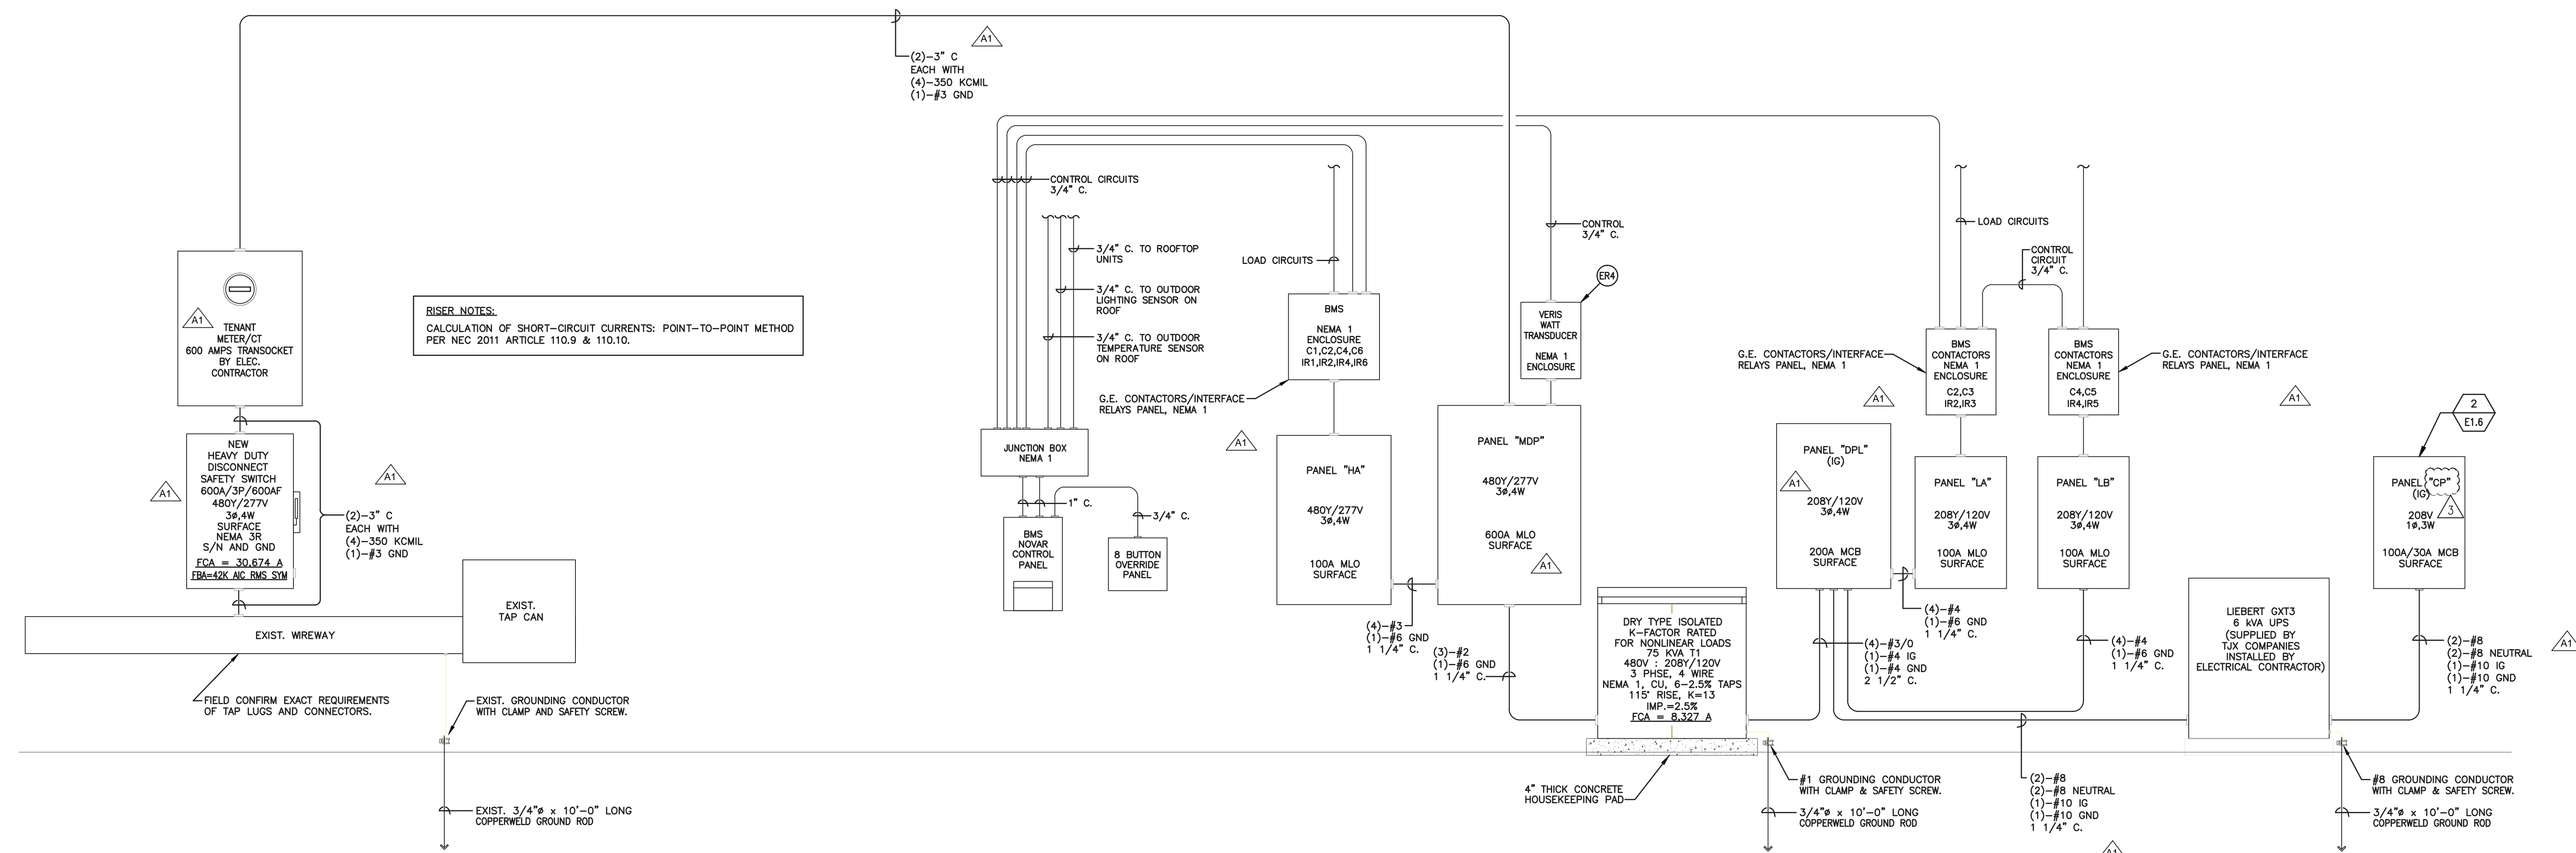 (2)-3" C
EACH WITH
(4)-350 KCMIL
(1)-#3 GND
A1
A1
TENANT
METER/CT
600 AMPS TRANSOCKET
BY ELEC.
CONTRACTOR
RISER NOTES:
CALCULATION OF SHORT-CIRCUIT CURRENTS: POINT-TO-POINT METHOD
PER NEC 2011 ARTICLE 110.9 & 110.10.
A1
NEW
HEAVY DUTY
DISCONNECT
SAFETY SWITCH
600A/3P/600AF
480Y/277V
3ø,4W
SURFACE
NEMA 3R
S/N AND GND
FCA = 30.674 A
FBA=42K AIC RMS SYM
A1
(2)-3" C
EACH WITH
(4)-350 KCMIL
(1)-#3 GND
EXIST.
TAP CAN
EXIST. WIREWAY
FIELD CONFIRM EXACT REQUIREMENTS
OF TAP LUGS AND CONNECTORS.
EXIST. GROUNDING CONDUCTOR
WITH CLAMP AND SAFETY SCREW.
EXIST. 3/4"ø x 10'-0" LONG
COPPERWELD GROUND ROD
CONTROL CIRCUITS
3/4" C.
3/4" C. TO ROOFTOP
UNITS
3/4" C. TO OUTDOOR
LIGHTING SENSOR ON
ROOF
3/4" C. TO OUTDOOR
TEMPERATURE SENSOR
ON ROOF
JUNCTION BOX
NEMA 1
1" C.
3/4" C.
BMS
NOVAR
CONTROL
PANEL
8 BUTTON
OVERRIDE
PANEL
LOAD CIRCUITS
BMS
NEMA 1
ENCLOSURE
C1,C2,C4,C6
IR1,IR2,IR4,IR6
G.E. CONTACTORS/INTERFACE
RELAYS PANEL, NEMA 1
A1
PANEL "HA"
480Y/277V
3ø,4W
100A MLO
SURFACE
(4)-#3
(1)-#6 GND
1 1/4" C.
CONTROL
3/4" C.
ER4
VERIS
WATT
TRANSDUCER
NEMA 1
ENCLOSURE
PANEL "MDP"
480Y/277V
3ø,4W
600A MLO
SURFACE
A1
(3)-#2
(1)-#6 GND
1 1/4" C.
DRY TYPE ISOLATED
K-FACTOR RATED
FOR NONLINEAR LOADS
75 KVA T1
480V : 208Y/120V
3 PHSE, 4 WIRE
NEMA 1, CU, 6-2.5% TAPS
115° RISE, K=13
IMP.=2.5%
FCA = 8.327 A
4" THICK CONCRETE
HOUSEKEEPING PAD
#1 GROUNDING CONDUCTOR
WITH CLAMP & SAFETY SCREW.
3/4"ø x 10'-0" LONG
COPPERWELD GROUND ROD
LOAD CIRCUITS
CONTROL
CIRCUIT
3/4" C.
G.E. CONTACTORS/INTERFACE
RELAYS PANEL, NEMA 1
A1
BMS
CONTACTORS
NEMA 1
ENCLOSURE
C2,C3
IR2,IR3
BMS
CONTACTORS
NEMA 1
ENCLOSURE
C4,C5
IR4,IR5
G.E. CONTACTORS/INTERFACE
RELAYS PANEL, NEMA 1
A1
PANEL "DPL"
(IG)
A1
208Y/120V
3ø,4W
200A MCB
SURFACE
PANEL "LA"
208Y/120V
3ø,4W
100A MLO
SURFACE
PANEL "LB"
208Y/120V
3ø,4W
100A MLO
SURFACE
(4)-#4
(1)-#6 GND
1 1/4" C.
(4)-#3/0
(1)-#4 IG
(1)-#4 GND
2 1/2" C.
(4)-#4
(1)-#6 GND
1 1/4" C.
LIEBERT GXT3
6 kVA UPS
(SUPPLIED BY
TJX COMPANIES
INSTALLED BY
ELECTRICAL CONTRACTOR)
2
E1.6
PANEL "CP"
(IG)
3
208V
1ø,3W
100A/30A MCB
SURFACE
(2)-#8
(2)-#8 NEUTRAL
(1)-#10 IG
(1)-#10 GND
1 1/4" C.
A1
(2)-#8
(2)-#8 NEUTRAL
(1)-#10 IG
(1)-#10 GND
1 1/4" C.
A1
#8 GROUNDING CONDUCTOR
WITH CLAMP & SAFETY SCREW.
3/4"ø x 10'-0" LONG
COPPERWELD GROUND ROD